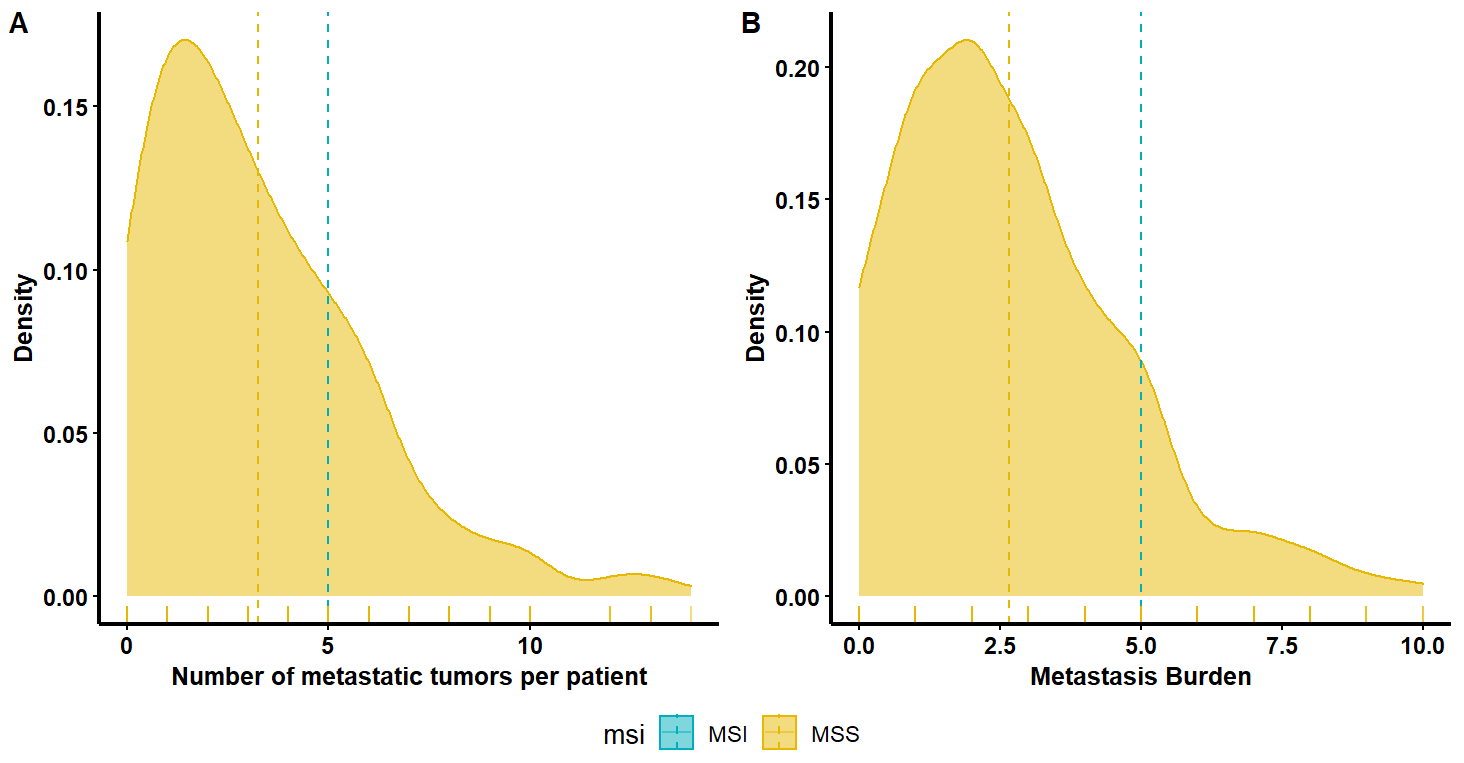 A
Density
0.15
0.10
0.05
0.00
0 5 10
Number of metastatic tumors per patient
B
Density
0.20
0.15
0.10
0.05
0.00
0.0 2.5 5.0 7.5 10.0
Metastasis Burden
msi MSI MSS